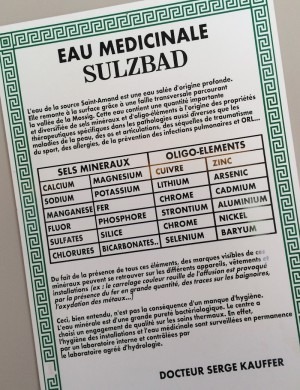 EAU MEDICINALE
SULZBAD
L'eau de la source Saint-Amand est une eau salée d'origine profonde.
Elle remonte à la surface grâce à une faille transversale parcourant
la vallée de la Mossig. Cette eau contient une quantité importante
et diversifiée de sels minéraux et d'oligo-éléments à l'origine des propriétés
thérapeutiques spécifiques dans les pathologies aussi diverses que les
maladies de la peau, des os et articulations, des séquelles de traumatisme
du sport, des allergies, de la prévention des infections pulmonaires et ORL...
SELS MINERAUX OLIGO-ELEMENTS
CALCIUM MAGNESIUM CUIVRE ZINC
SODIUM POTASSIUM LITHIUM ARSENIC
MANGANESE FER CHROME CADMIUM
FLUOR PHOSPHORE STRONTIUM ALUMINIUM
SULFATES SILICE CHROME NICKEL
CHLORURES BICARBONATES.. SELENIUM BARYUM
Du fait de la présence de tous ces éléments, des marques visibles de ces
minéraux peuvent se retrouver sur les différents appareils, vêtements et
installations (ex : le carrelage couleur rouille de l'affusion est provoqué
par la présence du fer en grande quantité, des traces sur les baignoires,
l'oxydation des métaux...)
Ceci, bien entendu, n'est pas la conséquence d'un manque d'hygiène.
L'eau minérale est d'une grande pureté bactériologique. Le centre a
choisi un engagement de qualité sur les soins thermaux. En effet,
l'hygiène des installations et l'eau médicinale sont surveillées en permanence
par un laboratoire interne et contrôlées par
le laboratoire agréé d'hydrologie.
DOCTEUR SERGE KAUFFER